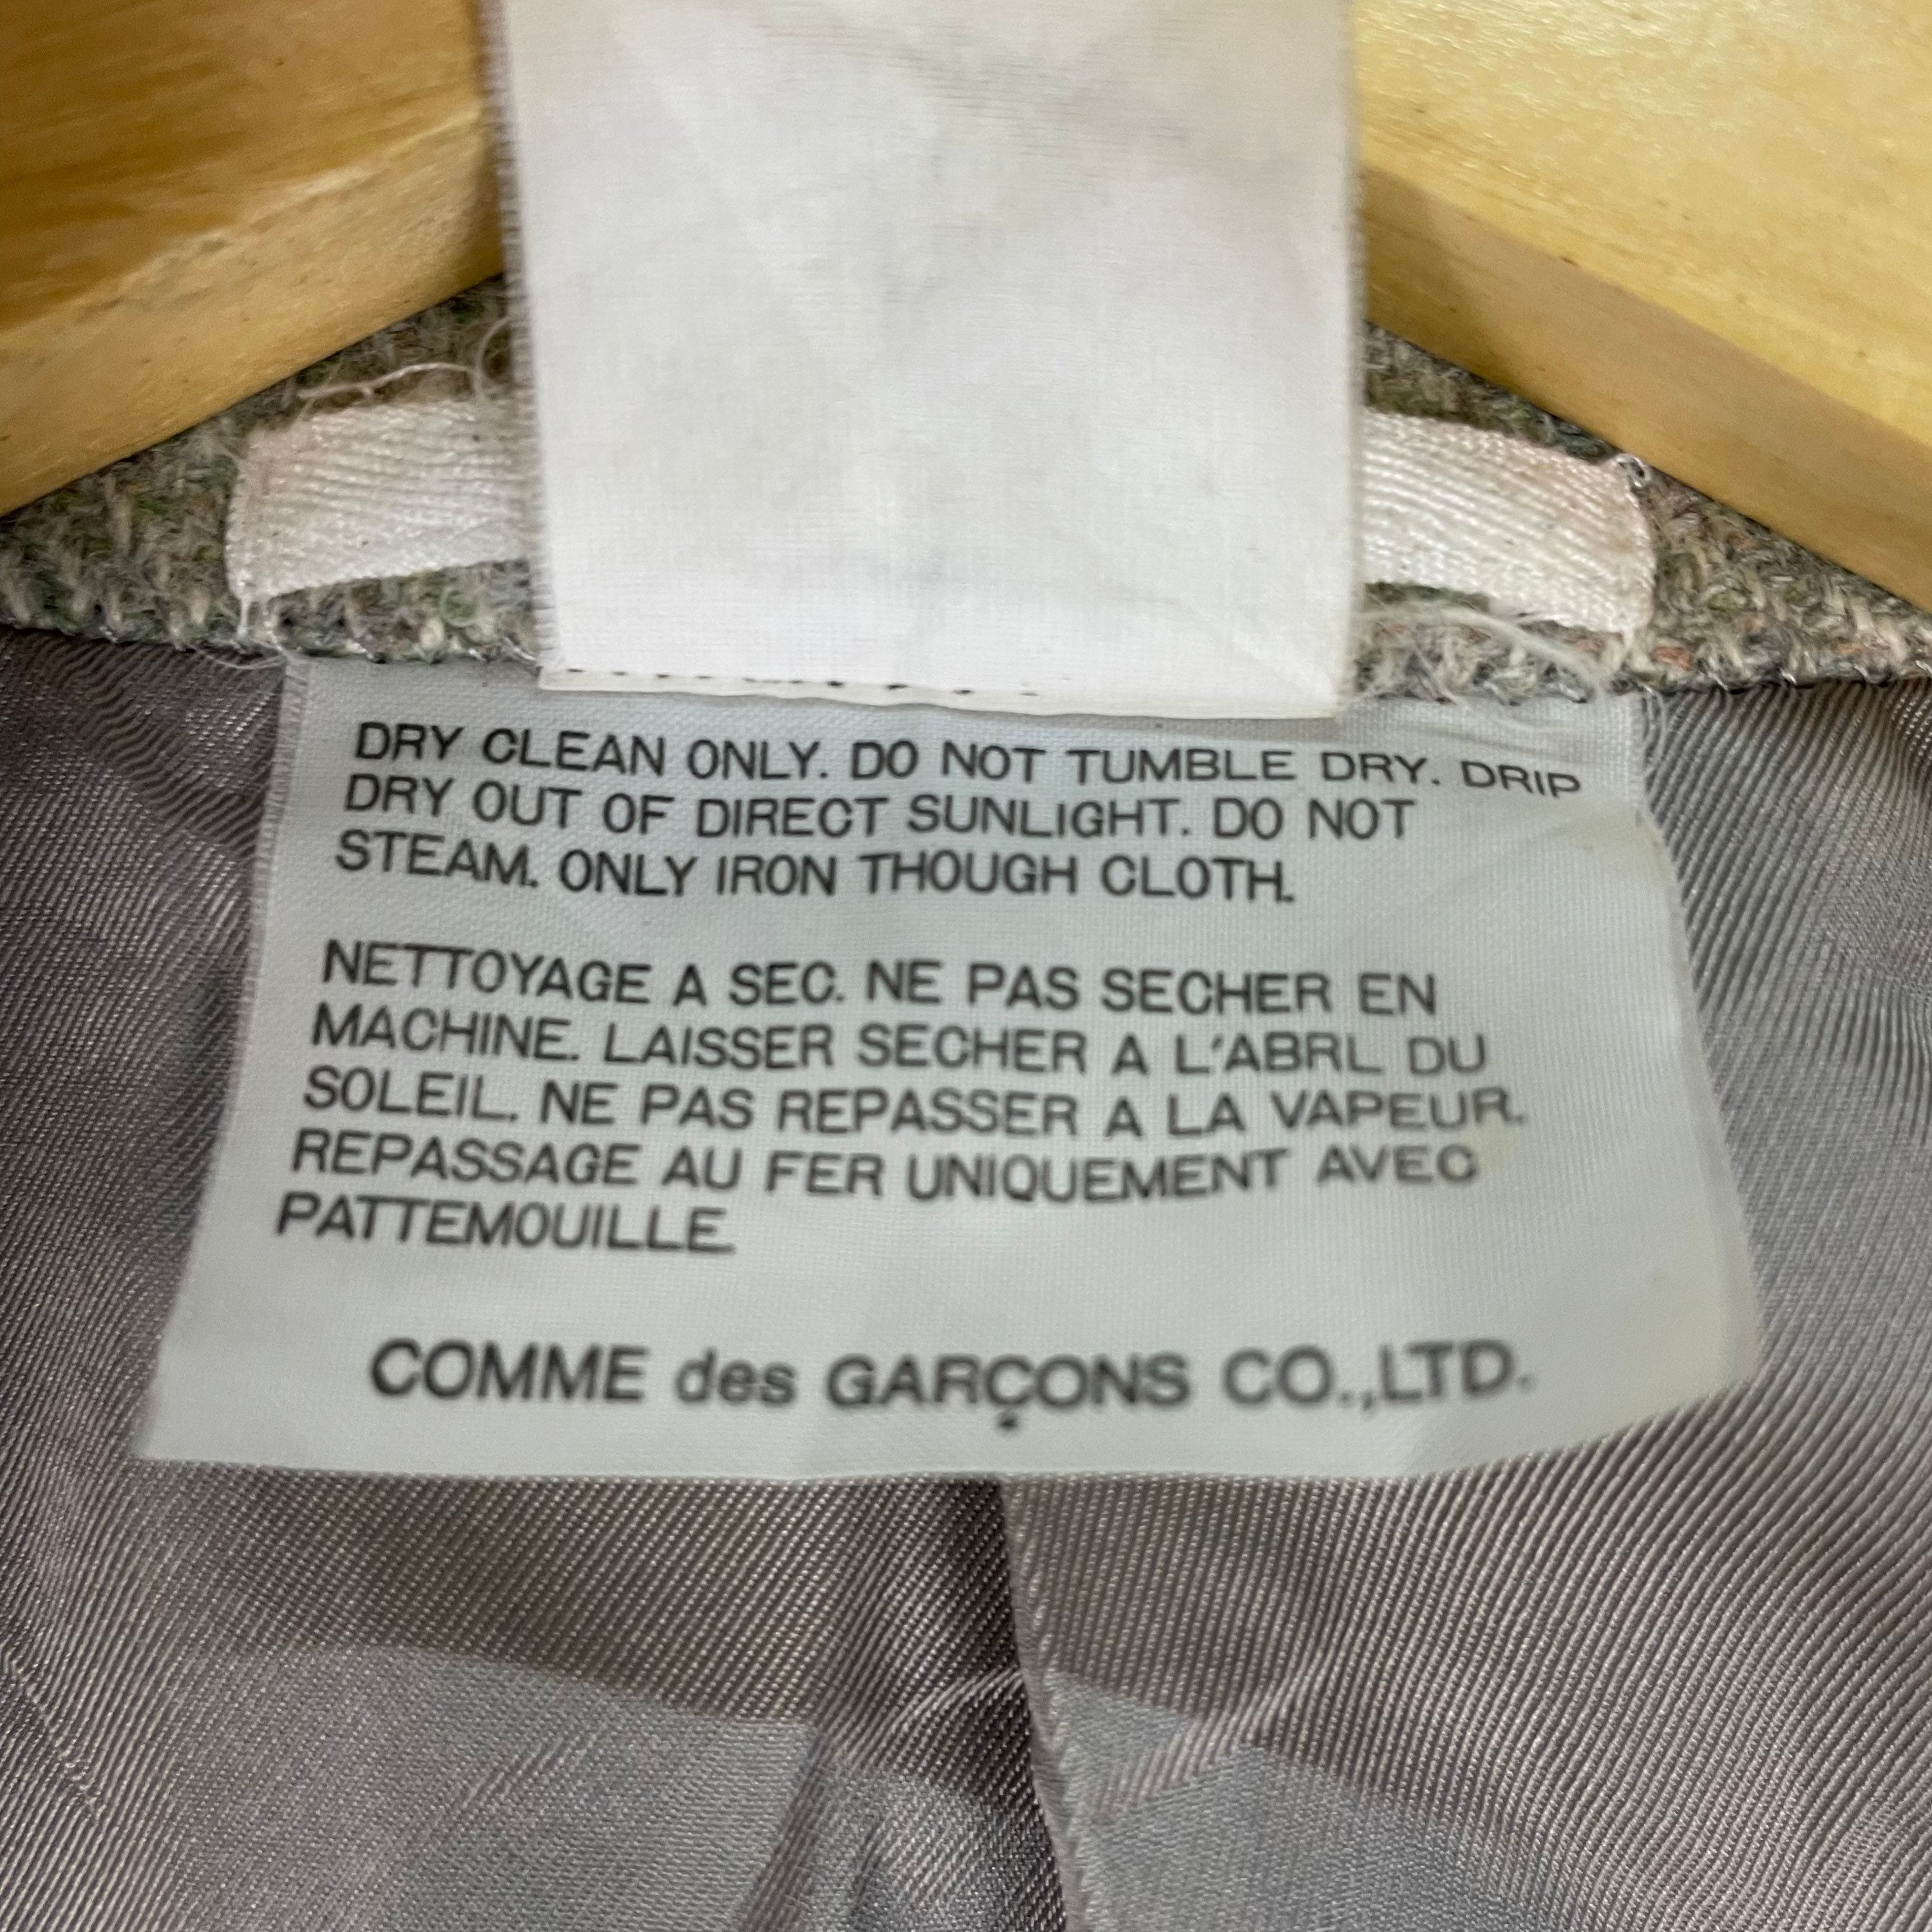 DRY CLEAN ONLY. DO NOT TUMBLE DRY. DRIP
DRY OUT OF DIRECT SUNLIGHT. DO NOT
STEAM. ONLY IRON THOUGH CLOTH.
NETTOYAGE A SEC. NE PAS SECHER EN
MACHINE. LAISSER SECHER A L'ABRL DU
SOLEIL. NE PAS REPASSER A LA VAPEUR.
REPASSAGE AU FER UNIQUEMENT AVEC
PATTEMOUILLE.
COMME des GARÇONS CO.,LTD.